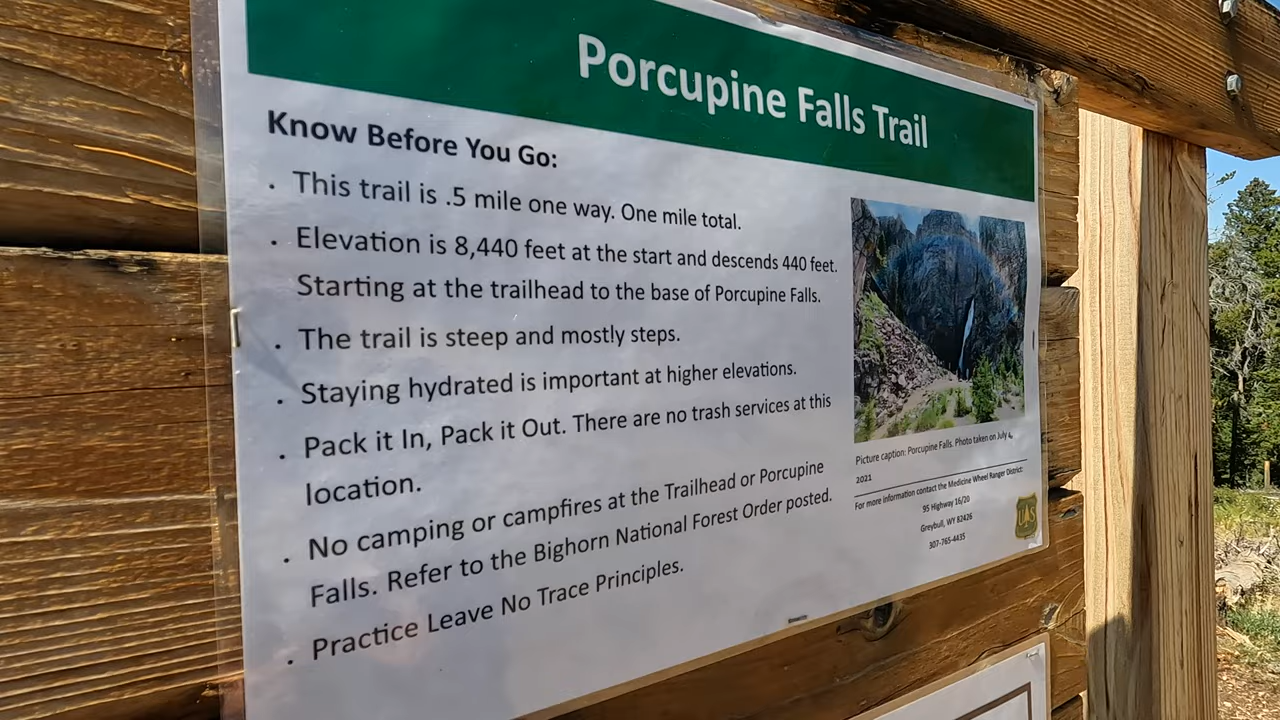 Porcupine Falls Trail
Know Before You Go:
. This trail is .5 mile one way. One mile total.
. Elevation is 8,440 feet at the start and descends 440 feet.
Starting at the trailhead to the base of Porcupine Falls.
. The trail is steep and mostly steps.
. Staying hydrated is important at higher elevations.
. Pack it In, Pack it Out. There are no trash services at this
location.
. No camping or campfires at the Trailhead or Porcupine
Falls. Refer to the Bighorn National Forest Order posted.
. Practice Leave No Trace Principles.
Picture caption: Porcupine Falls. Photo taken on July 4,
2021
For more information contact the Medicine Wheel Ranger District:
95 Highway 16/20
Greybull, WY 82426
307-765-4435
UAS